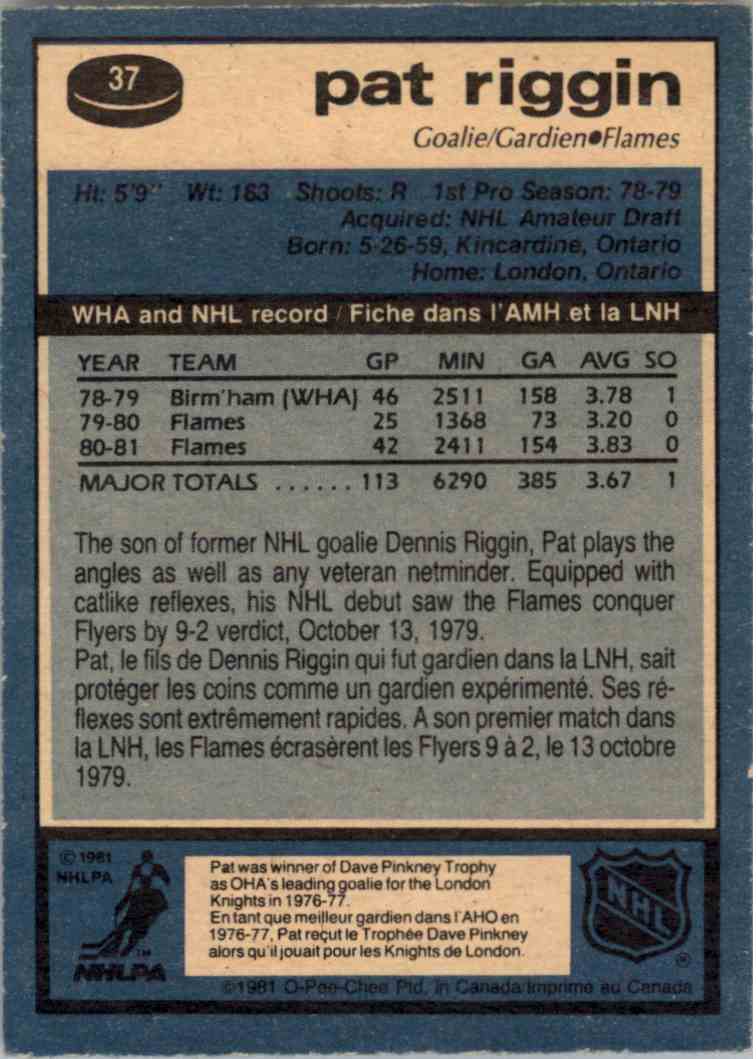 37
pat riggin
Goalie/Gardien●Flames
Ht: 5'9" Wt: 163 Shoots: R 1st Pro Season: 78-79
Acquired: NHL Amateur Draft
Born: 5-26-59, Kincardine, Ontario
Home: London, Ontario
WHA and NHL record / Fiche dans l'AMH et la LNH
YEAR TEAM GP MIN GA AVG SO
78-79 Birm'ham (WHA) 46 2511 158 3.78 1
79-80 Flames 25 1368 73 3.20 0
80-81 Flames 42 2411 154 3.83 0
MAJOR TOTALS ...... 113 6290 385 3.67 1
The son of former NHL goalie Dennis Riggin, Pat plays the
angles as well as any veteran netminder. Equipped with
catlike reflexes, his NHL debut saw the Flames conquer
Flyers by 9-2 verdict, October 13, 1979.
Pat, le fils de Dennis Riggin qui fut gardien dans la LNH, sait
protéger les coins comme un gardien expérimenté. Ses ré-
flexes sont extrêmement rapides. A son premier match dans
la LNH, les Flames écrasèrent les Flyers 9 à 2, le 13 octobre
1979.
© 1981
NHLPA
TM
NHLPA
Pat was winner of Dave Pinkney Trophy
as OHA's leading goalie for the London
Knights in 1976-77.
En tant que meilleur gardien dans l'AHO en
1976-77, Pat reçut le Trophée Dave Pinkney
alors qu'il jouait pour les Knights de London.
NHL
®
©1981 O-Pee-Chee Ptd. in Canada/Imprimé au Canada